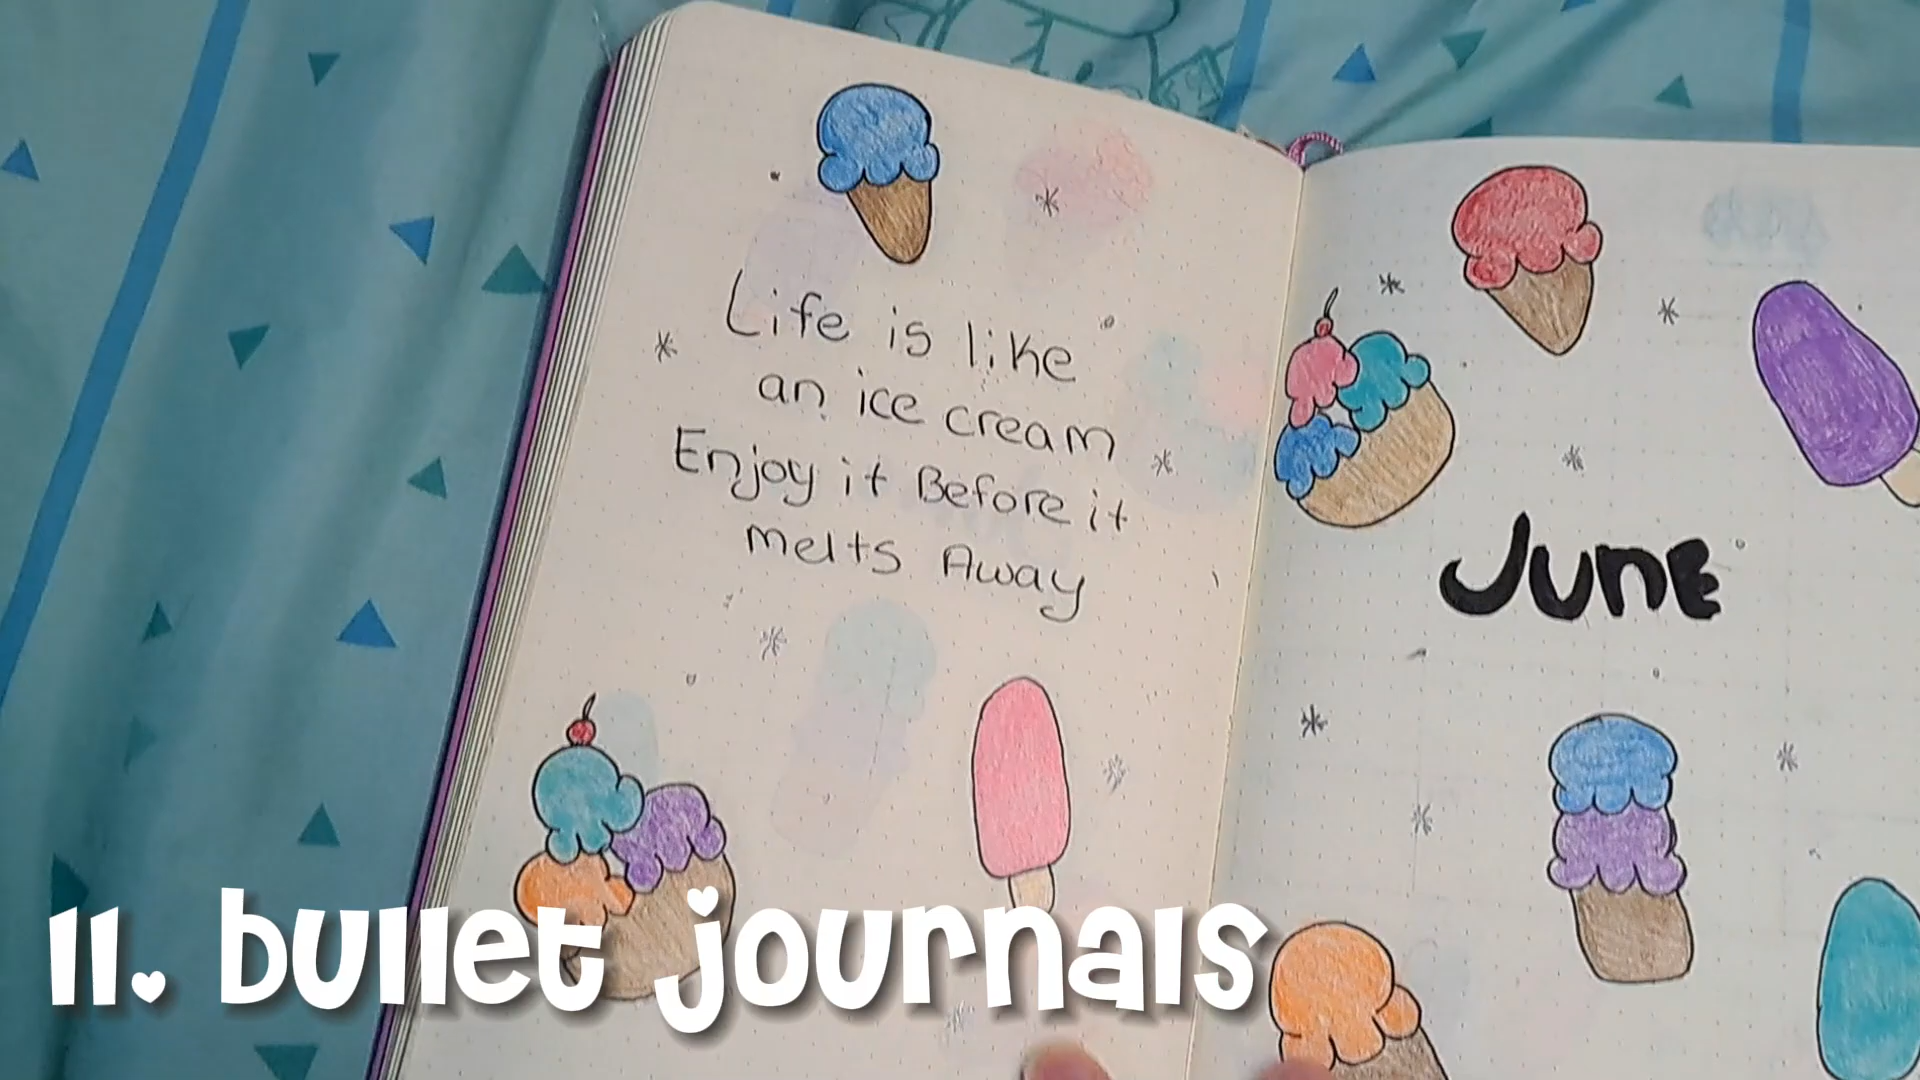 Life is like
an ice cream
Enjoy it Before it
melts Away
June
11. bullet journals